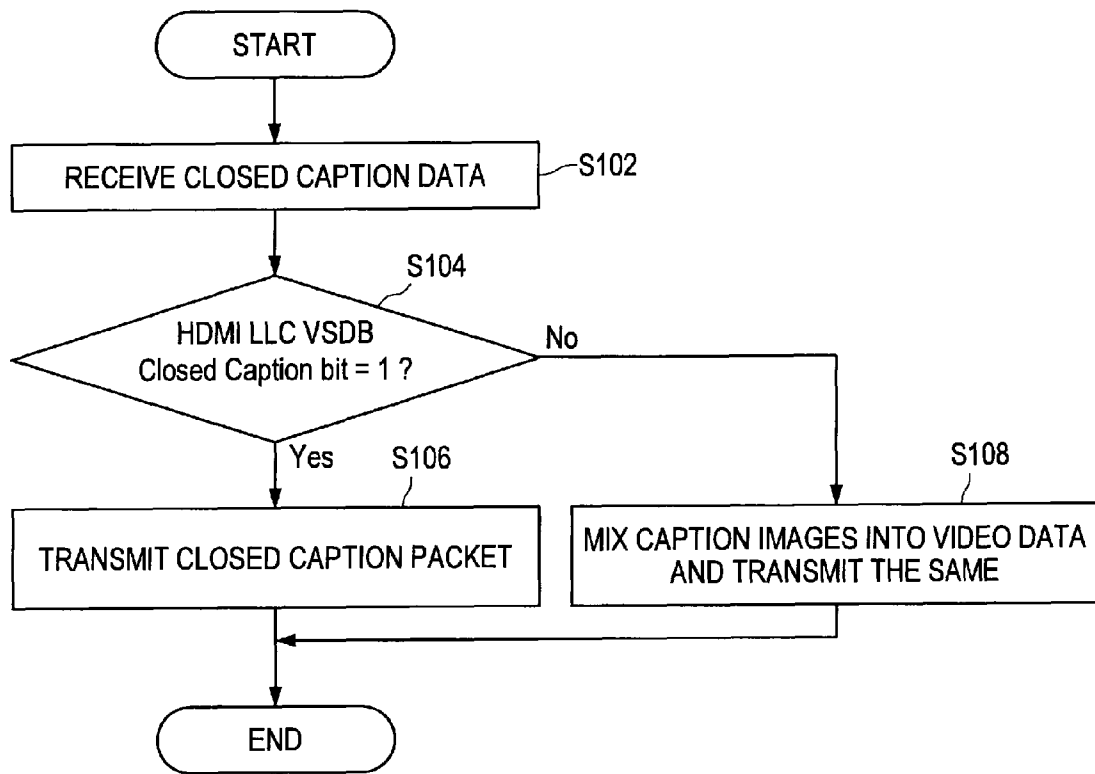 START
RECEIVE CLOSED CAPTION DATA
S102
S104
HDMI LLC VSDB
Closed Caption bit = 1 ?
No
Yes
S106
TRANSMIT CLOSED CAPTION PACKET
S108
MIX CAPTION IMAGES INTO VIDEO DATA
AND TRANSMIT THE SAME
END